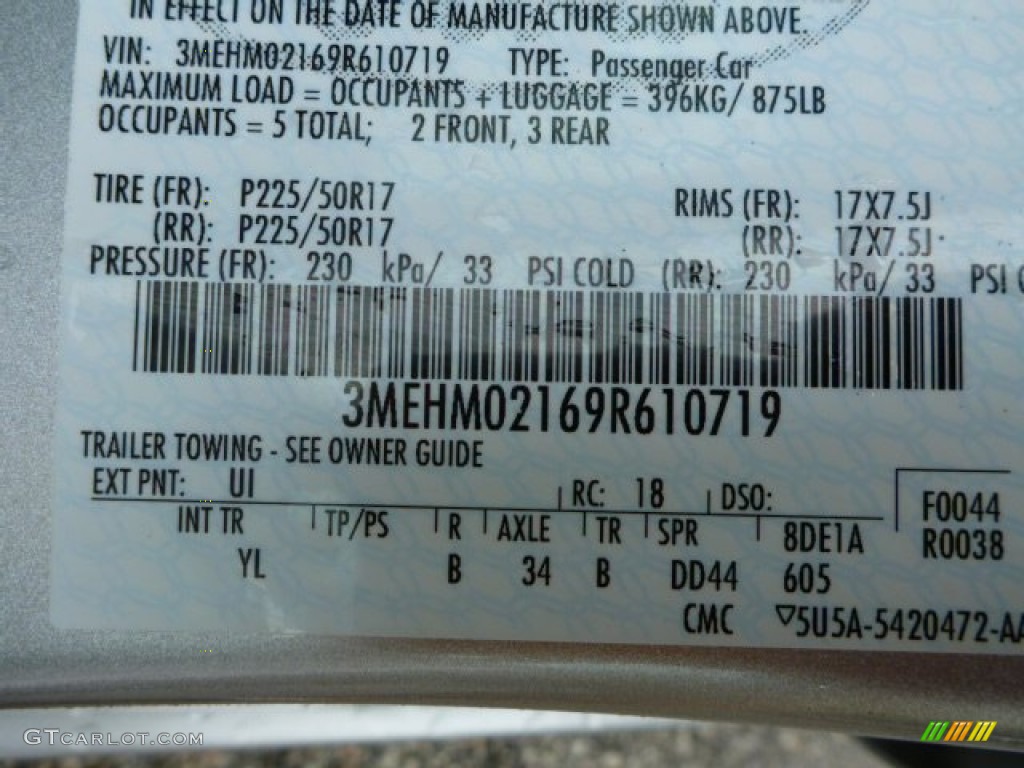 IN EFFECT ON THE DATE OF MANUFACTURE SHOWN ABOVE.
VIN: 3MEHM02169R610719 TYPE: Passenger Car
MAXIMUM LOAD = OCCUPANTS + LUGGAGE = 396KG/ 875LB
OCCUPANTS = 5 TOTAL; 2 FRONT, 3 REAR
TIRE (FR): P225/50R17 RIMS (FR): 17X7.5J
(RR): P225/50R17 (RR): 17X7.5J
PRESSURE (FR): 230 kPa/ 33 PSI COLD (RR): 230 kPa/ 33 PSI C
3MEHM02169R610719
TRAILER TOWING - SEE OWNER GUIDE
EXT PNT: UI RC: 18 DSO: F0044
INT TR TP/PS R AXLE TR SPR 8DE1A R0038
YL B 34 B DD44 605
CMC ▽5U5A-5420472-AA
GTCARLOT.COM